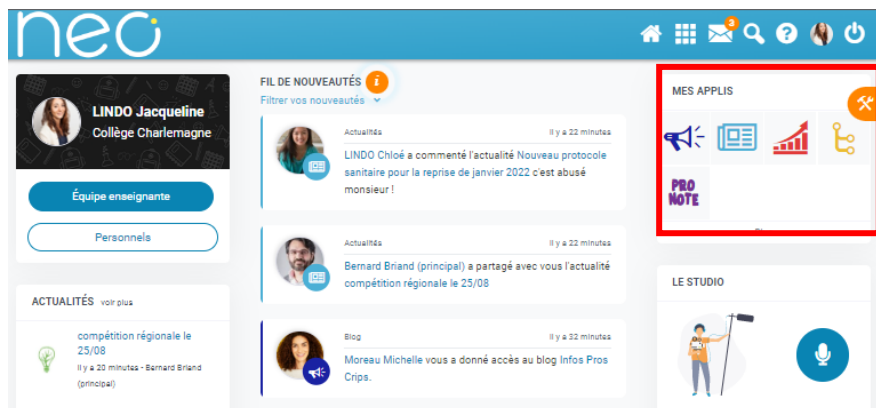 neo
3
LINDO Jacqueline
Collège Charlemagne
Équipe enseignante
Personnels
ACTUALITÉS voir plus
compétition régionale le
25/08
Il y a 20 minutes - Bernard Briand
(principal)
FIL DE NOUVEAUTÉS i
Filtrer vos nouveautés
Actualités Il y a 22 minutes
LINDO Chloé a commenté l'actualité Nouveau protocole
sanitaire pour la reprise de janvier 2022 c'est abusé
monsieur !
Actualités Il y a 22 minutes
Bernard Briand (principal) a partagé avec vous l'actualité
compétition régionale le 25/08
Blog Il y a 32 minutes
Moreau Michelle vous a donné accès au blog Infos Pros
Crips.
MES APPLIS
PRO
NOTE
LE STUDIO